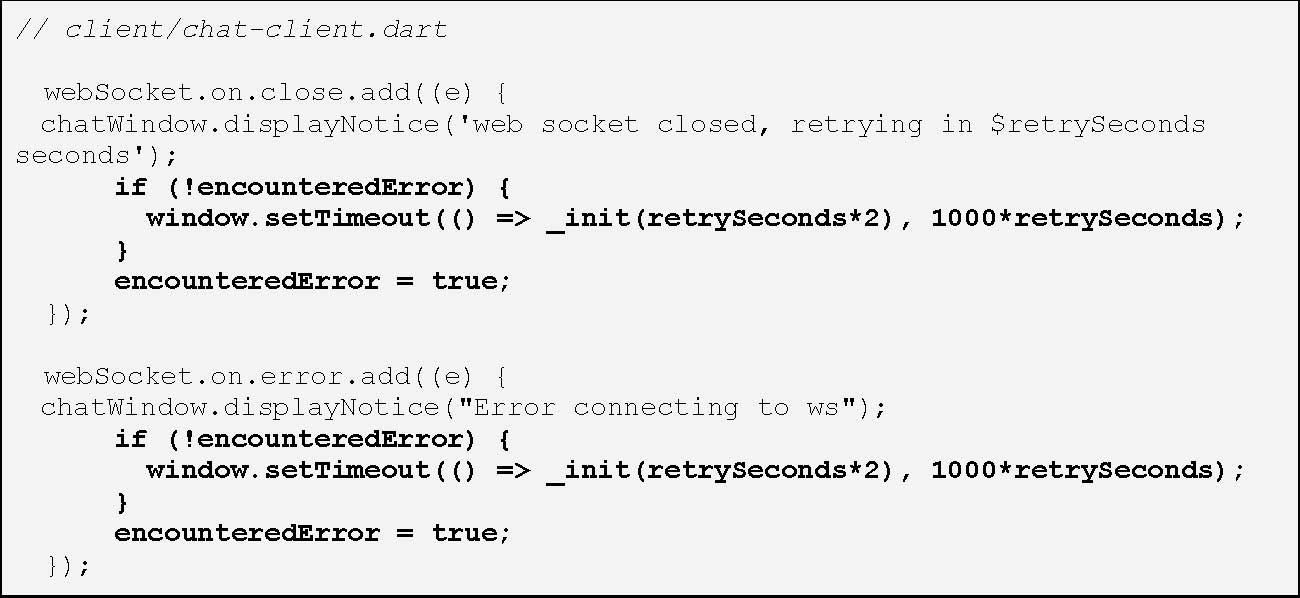 // client/chat-client.dart
webSocket.on.close.add((e) {
chatWindow.displayNotice('web socket closed, retrying in $retrySeconds
seconds');
if (!encounteredError) {
window.setTimeout(() => _init(retrySeconds*2), 1000*retrySeconds);
}
encounteredError = true;
});
webSocket.on.error.add((e) {
chatWindow.displayNotice("Error connecting to ws");
if (!encounteredError) {
window.setTimeout(() => _init(retrySeconds*2), 1000*retrySeconds);
}
encounteredError = true;
});